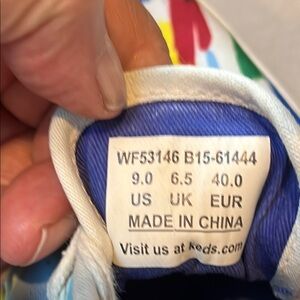 WF53146 B15-61444
9.0 6.5 40.0
US UK EUR
MADE IN CHINA
Visit us at keds.com